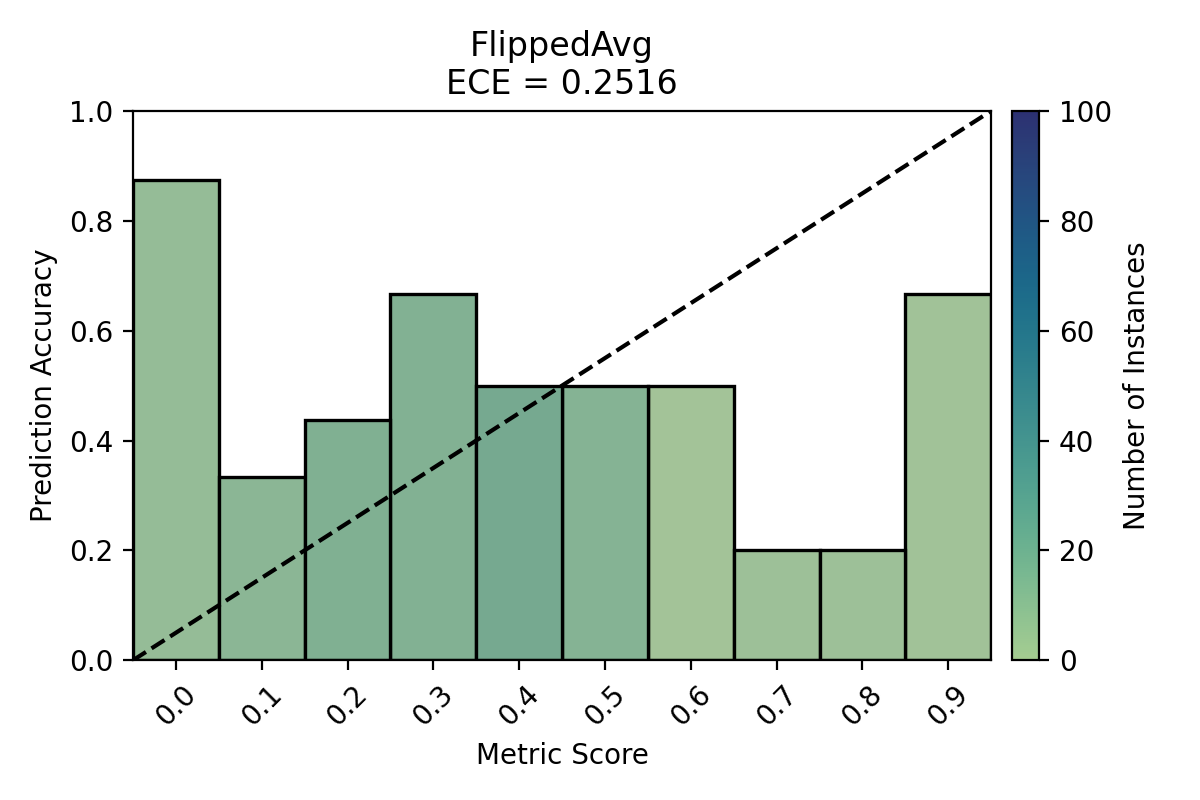 FlippedAvg
ECE = 0.2516
Prediction Accuracy
1.0
0.8
0.6
0.4
0.2
0.0
0.0 0.1 0.2 0.3 0.4 0.5 0.6 0.7 0.8 0.9
Metric Score
100
80
60
40
20
0
Number of Instances